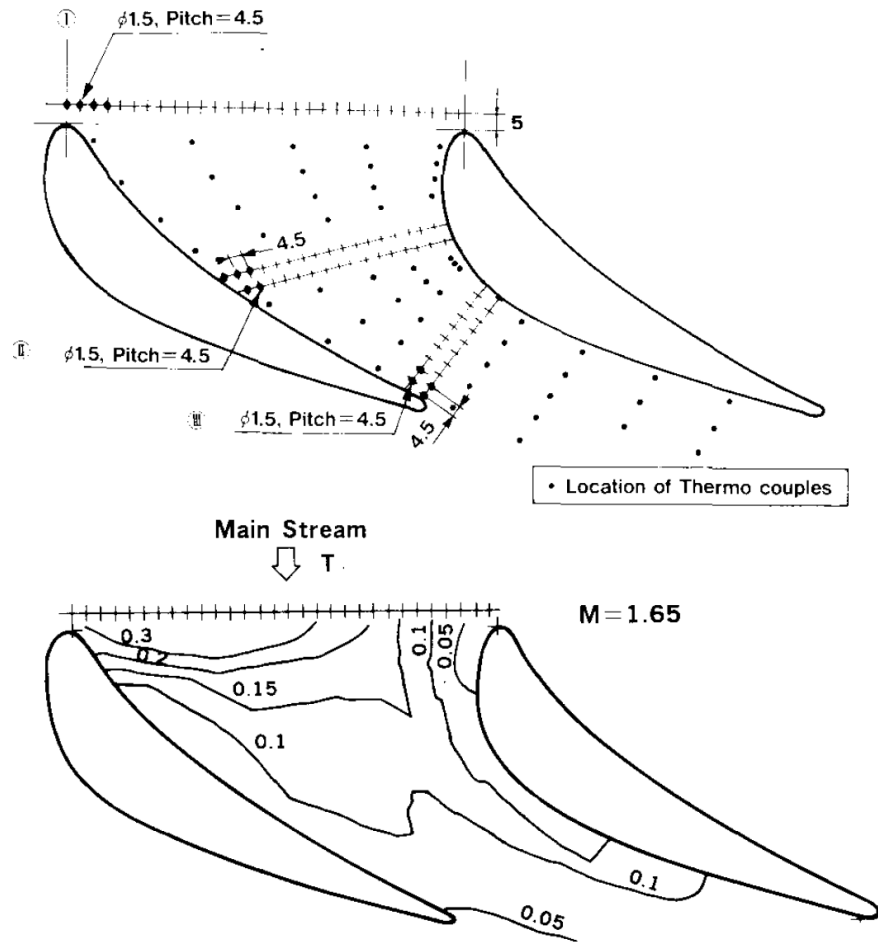 Ⓘ
ϕ1.5, Pitch=4.5
5
4.5
Ⅱ ϕ1.5, Pitch=4.5
Ⅲ ϕ1.5, Pitch=4.5
4.5
• Location of Thermo couples
Main Stream
T
M=1.65
0.3
0.2
0.15
0.1
0.1
0.05
0.1
0.05